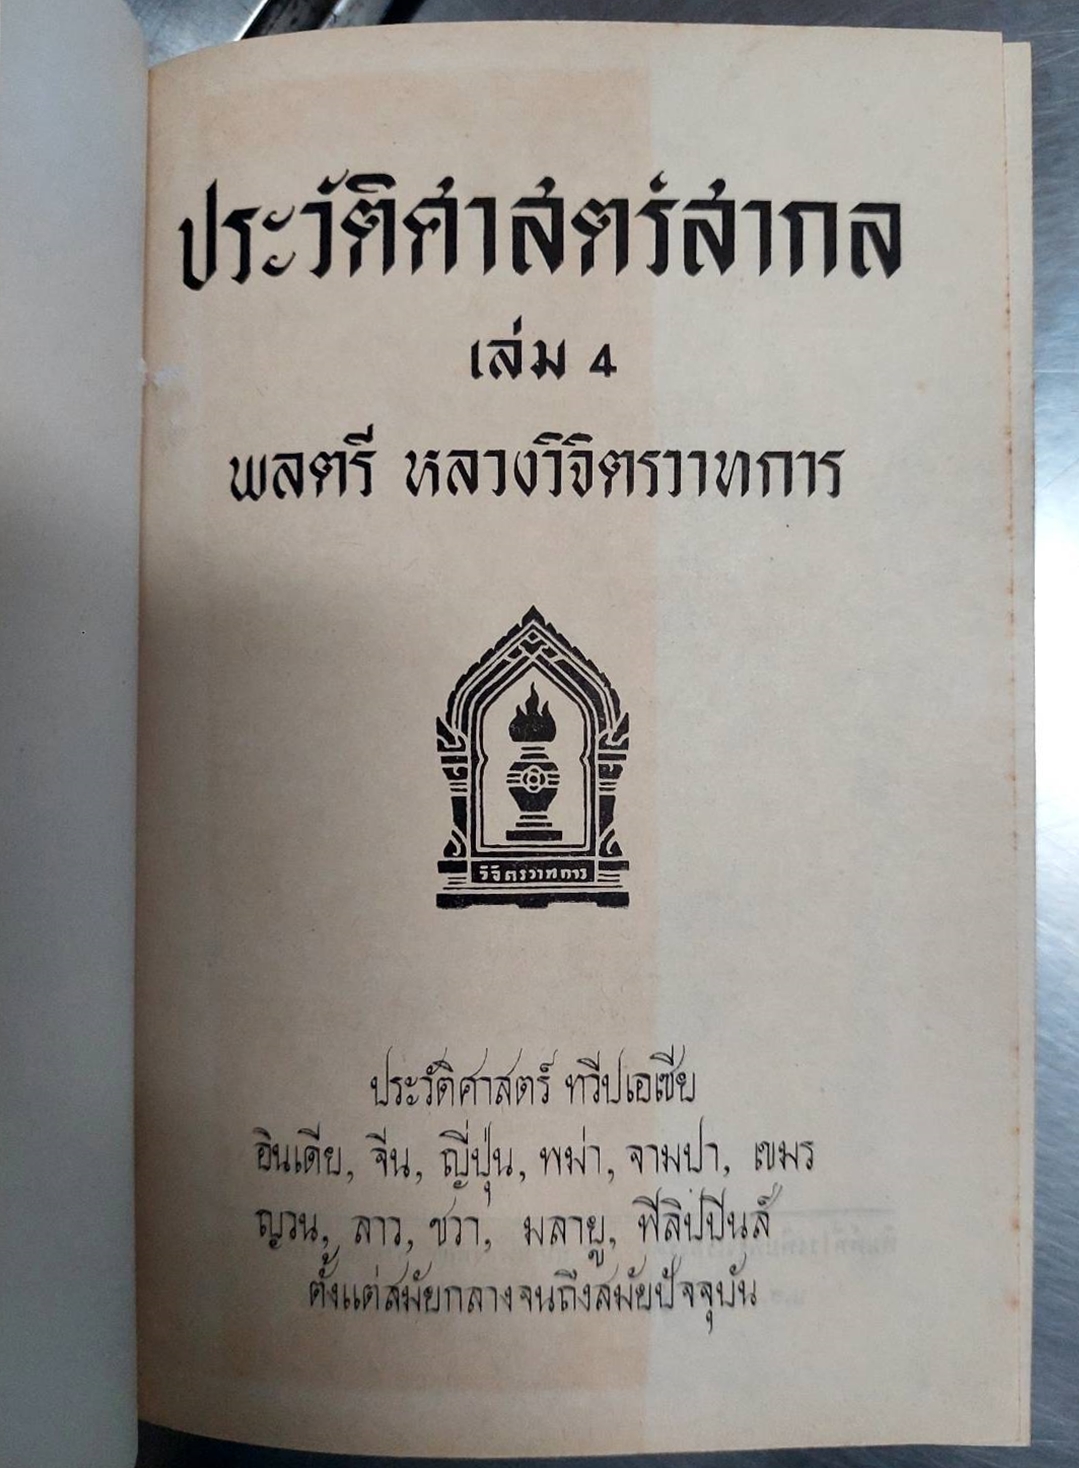 ประวัติศาสตร์สากล
เล่ม 4
พลตรี หลวงวิจิตรวาทการ
วิจิตรวาทการ
ประวัติศาสตร์ ทวีปเอเซีย
อินเดีย, จีน, ญี่ปุ่น, พม่า, จามปา, เขมร
ญวน, ลาว, ชวา, มลายู, ฟิลิปปินส์
ตั้งแต่สมัยกลางจนถึงสมัยปัจจุบัน